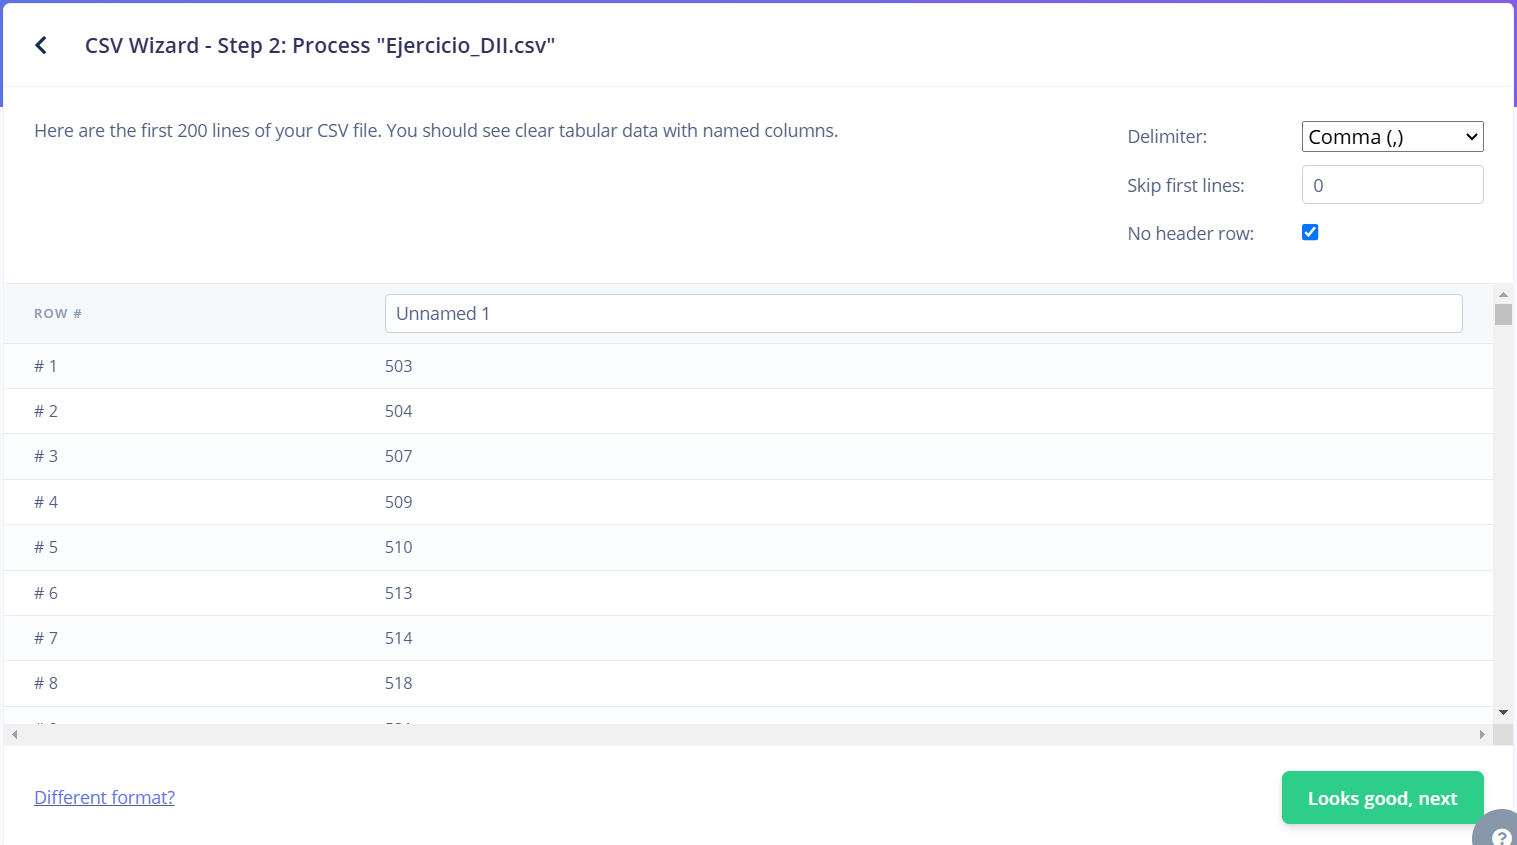 CSV Wizard - Step 2: Process "Ejercicio_DII.csv"
Here are the first 200 lines of your CSV file. You should see clear tabular data with named columns.
Delimiter: Comma (,)
Skip first lines: 0
No header row:
ROW # Unnamed 1
# 1 503
# 2 504
# 3 507
# 4 509
# 5 510
# 6 513
# 7 514
# 8 518
Different format?
Looks good, next
?